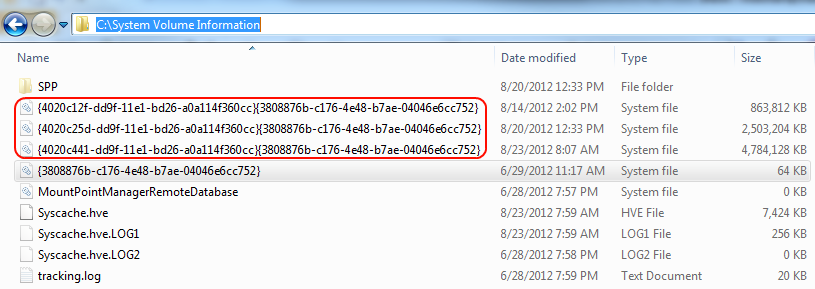 C:\System Volume Information
Name Date modified Type Size
SPP 8/20/2012 12:33 PM File folder
{4020c12f-dd9f-11e1-bd26-a0a114f360cc}{3808876b-c176-4e48-b7ae-04046e6cc752} 8/14/2012 2:02 PM System file 863,812 KB
{4020c25d-dd9f-11e1-bd26-a0a114f360cc}{3808876b-c176-4e48-b7ae-04046e6cc752} 8/20/2012 12:33 PM System file 2,503,204 KB
{4020c441-dd9f-11e1-bd26-a0a114f360cc}{3808876b-c176-4e48-b7ae-04046e6cc752} 8/23/2012 8:07 AM System file 4,784,128 KB
{3808876b-c176-4e48-b7ae-04046e6cc752} 6/29/2012 11:17 AM System file 64 KB
MountPointManagerRemoteDatabase 6/28/2012 7:57 PM System file 0 KB
Syscache.hve 8/23/2012 7:59 AM HVE File 7,424 KB
Syscache.hve.LOG1 8/23/2012 7:59 AM LOG1 File 256 KB
Syscache.hve.LOG2 6/28/2012 7:58 PM LOG2 File 0 KB
tracking.log 6/28/2012 7:59 PM Text Document 20 KB